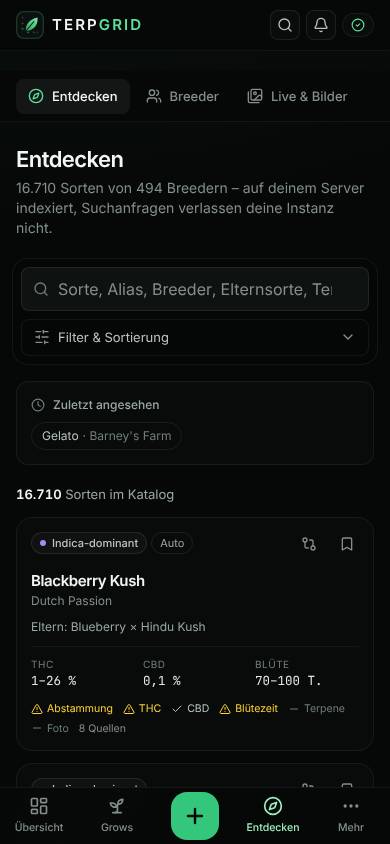 TERPGRID
Entdecken Breeder Live & Bilder
Entdecken
16.710 Sorten von 494 Breedern – auf deinem Server
indexiert, Suchanfragen verlassen deine Instanz
nicht.
Sorte, Alias, Breeder, Elternsorte, Te
Filter & Sortierung
Zuletzt angesehen
Gelato · Barney's Farm
16.710 Sorten im Katalog
Indica-dominant Auto
Blackberry Kush
Dutch Passion
Eltern: Blueberry × Hindu Kush
THC CBD BLÜTE
1–26 % 0,1 % 70–100 T.
Abstammung THC CBD Blütezeit Terpene
Foto 8 Quellen
Übersicht Grows Entdecken Mehr